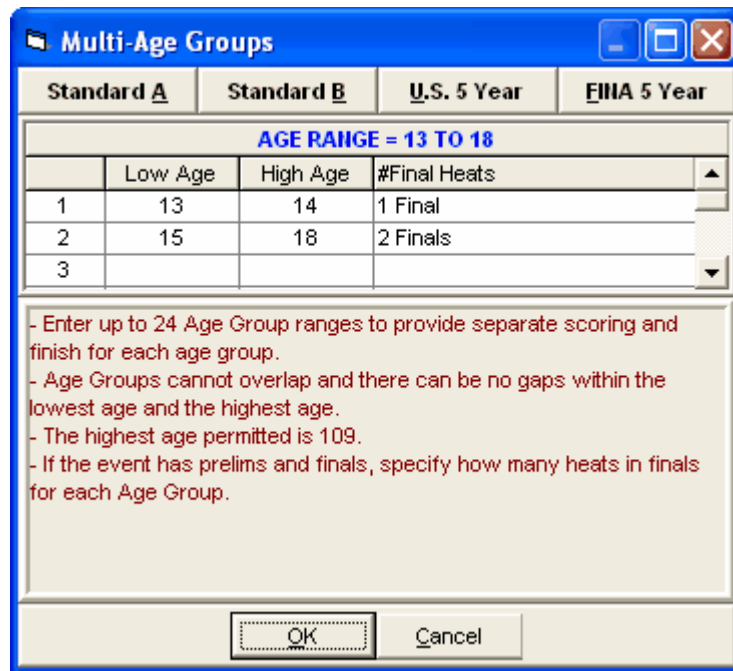 Multi-Age Groups
Standard A Standard B U.S. 5 Year FINA 5 Year
AGE RANGE = 13 TO 18
Low Age High Age #Final Heats
1 13 14 1 Final
2 15 18 2 Finals
3
- Enter up to 24 Age Group ranges to provide separate scoring and
finish for each age group.
- Age Groups cannot overlap and there can be no gaps within the
lowest age and the highest age.
- The highest age permitted is 109.
- If the event has prelims and finals, specify how many heats in finals
for each Age Group.
OK Cancel